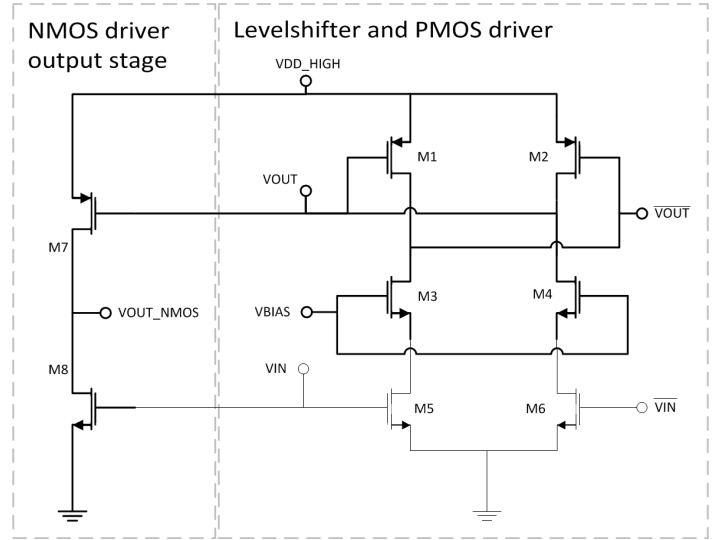 NMOS driver
output stage
Levelshifter and PMOS driver
VDD_HIGH
M1
M2
VOUT
VOUT
M7
M3
M4
VOUT_NMOS
VBIAS
M8
VIN
M5
M6
VIN